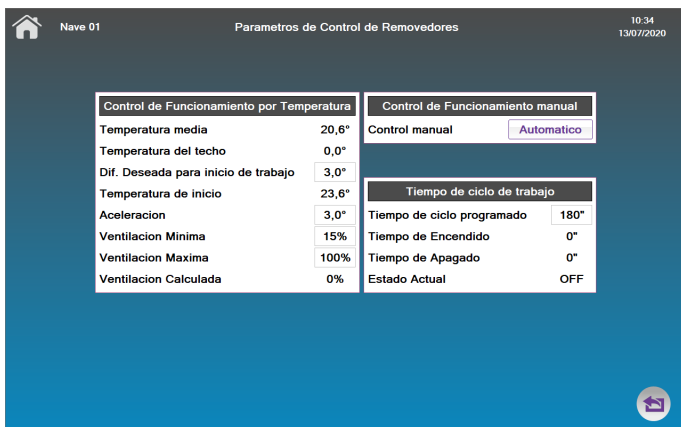 Nave 01
Parametros de Control de Removedores
10:34
13/07/2020
Control de Funcionamiento por Temperatura
Temperatura media 20,6°
Temperatura del techo 0,0°
Dif. Deseada para inicio de trabajo 3,0°
Temperatura de inicio 23,6°
Aceleracion 3,0°
Ventilacion Minima 15%
Ventilacion Maxima 100%
Ventilacion Calculada 0%
Control de Funcionamiento manual
Control manual Automatico
Tiempo de ciclo de trabajo
Tiempo de ciclo programado 180"
Tiempo de Encendido 0"
Tiempo de Apagado 0"
Estado Actual OFF